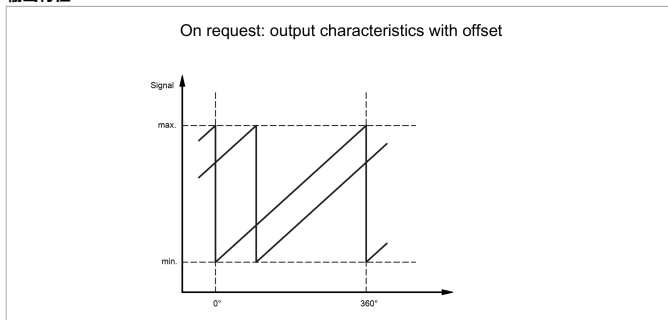 On request: output characteristics with offset
Signal
max.
min.
0°
360°